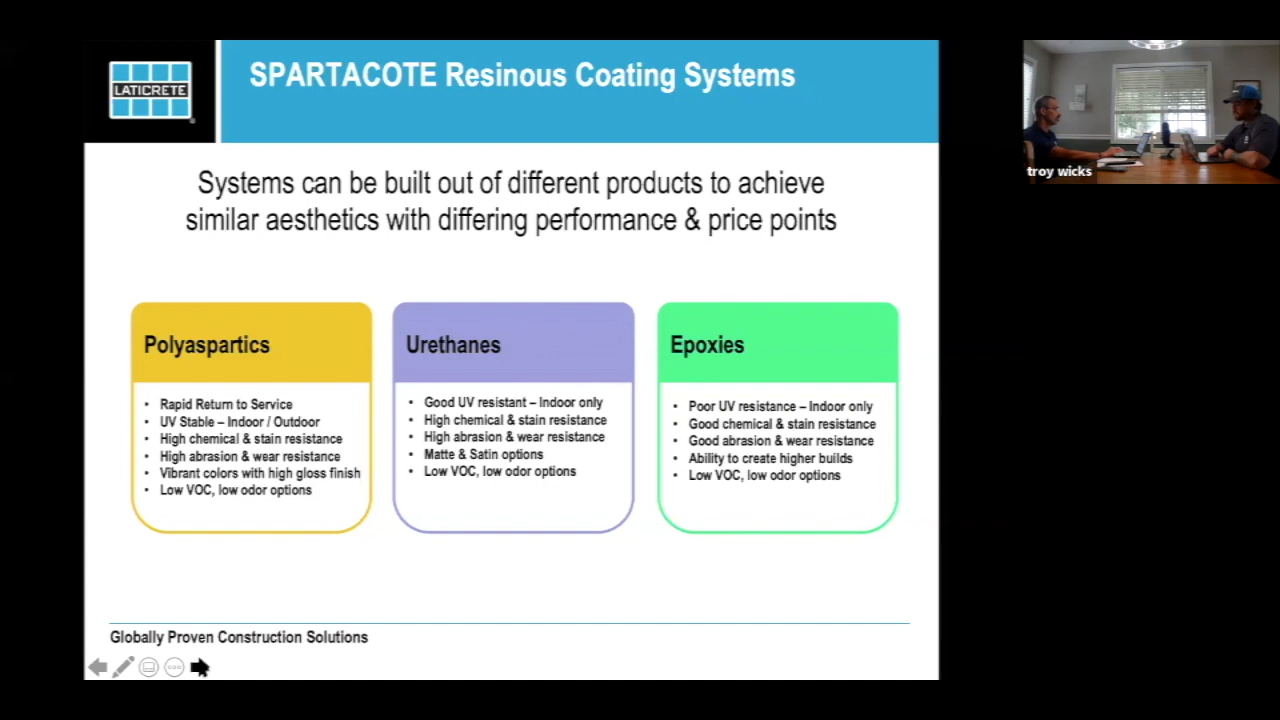 LATICRETE
SPARTACOTE Resinous Coating Systems
troy wicks
Systems can be built out of different products to achieve
similar aesthetics with differing performance & price points
Polyaspartics
• Rapid Return to Service
• UV Stable – Indoor / Outdoor
• High chemical & stain resistance
• High abrasion & wear resistance
• Vibrant colors with high gloss finish
• Low VOC, low odor options
Urethanes
• Good UV resistant – Indoor only
• High chemical & stain resistance
• High abrasion & wear resistance
• Matte & Satin options
• Low VOC, low odor options
Epoxies
• Poor UV resistance – Indoor only
• Good chemical & stain resistance
• Good abrasion & wear resistance
• Ability to create higher builds
• Low VOC, low odor options
Globally Proven Construction Solutions